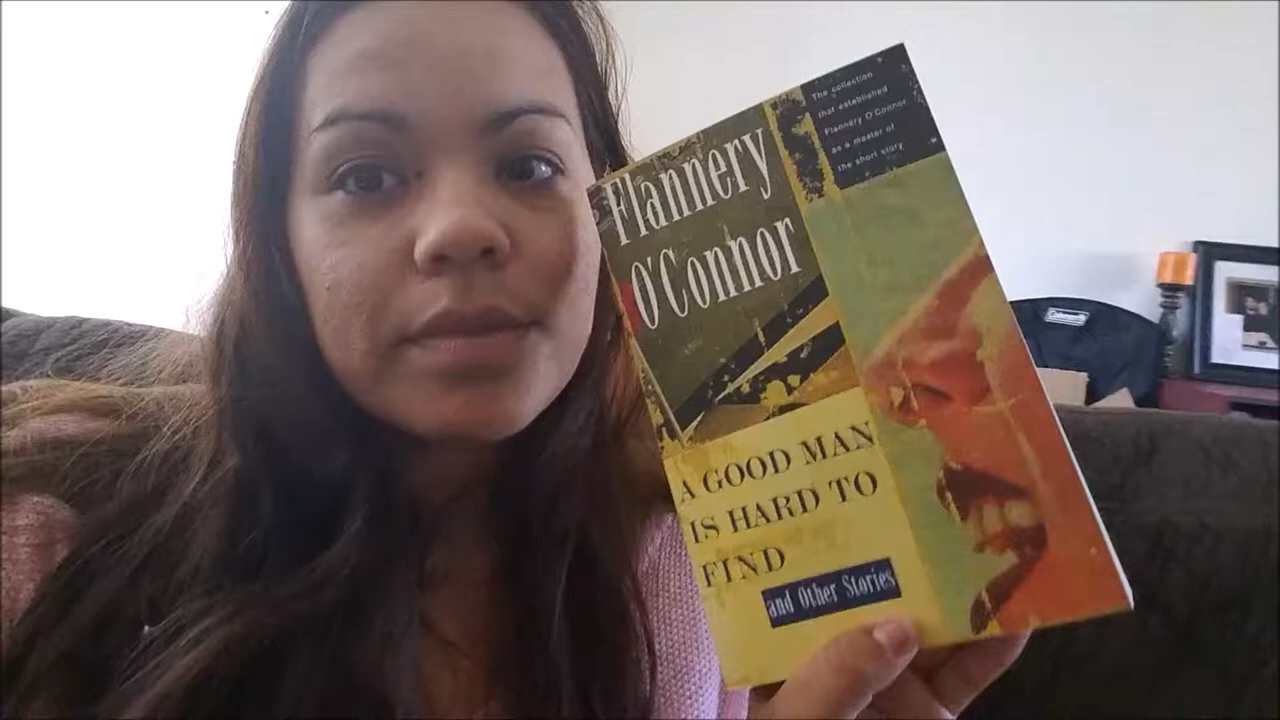 The collection
that established
Flannery O'Connor
as a master of
the short story
Flannery
O'Connor
A GOOD MAN
IS HARD TO
FIND
and Other Stories
Coleman